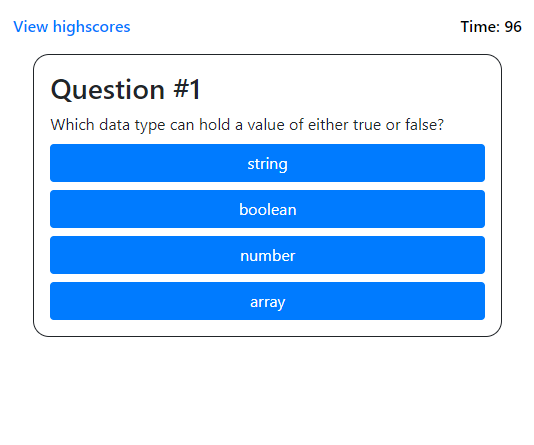 View highscores
Time: 96
Question #1
Which data type can hold a value of either true or false?
string
boolean
number
array